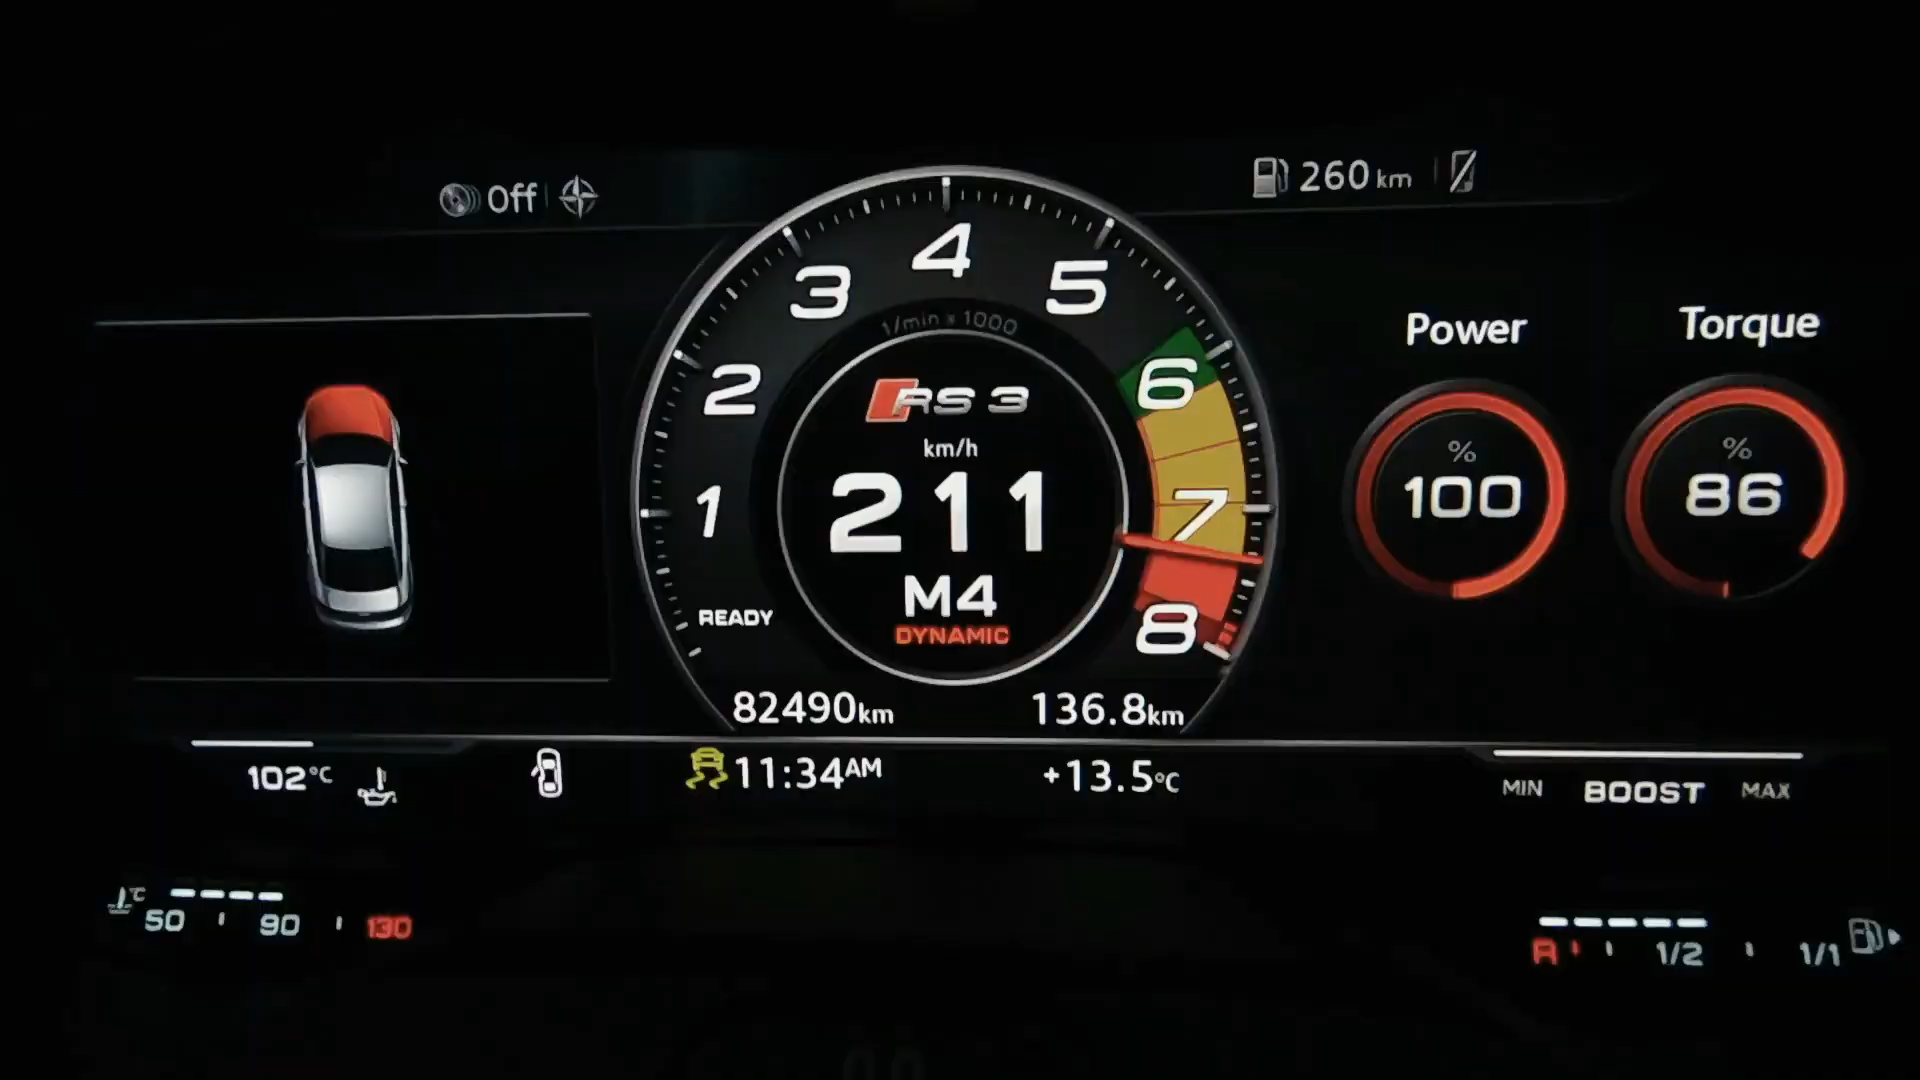 Off
260 km
1
2
3
4
5
6
7
8
1/min x 1000
RS 3
km/h
211
M4
DYNAMIC
READY
82490km
136.8km
Power
%
100
Torque
%
86
102°C
11:34AM
+13.5°C
MIN BOOST MAX
°C
50 90 130
R 1/2 1/1